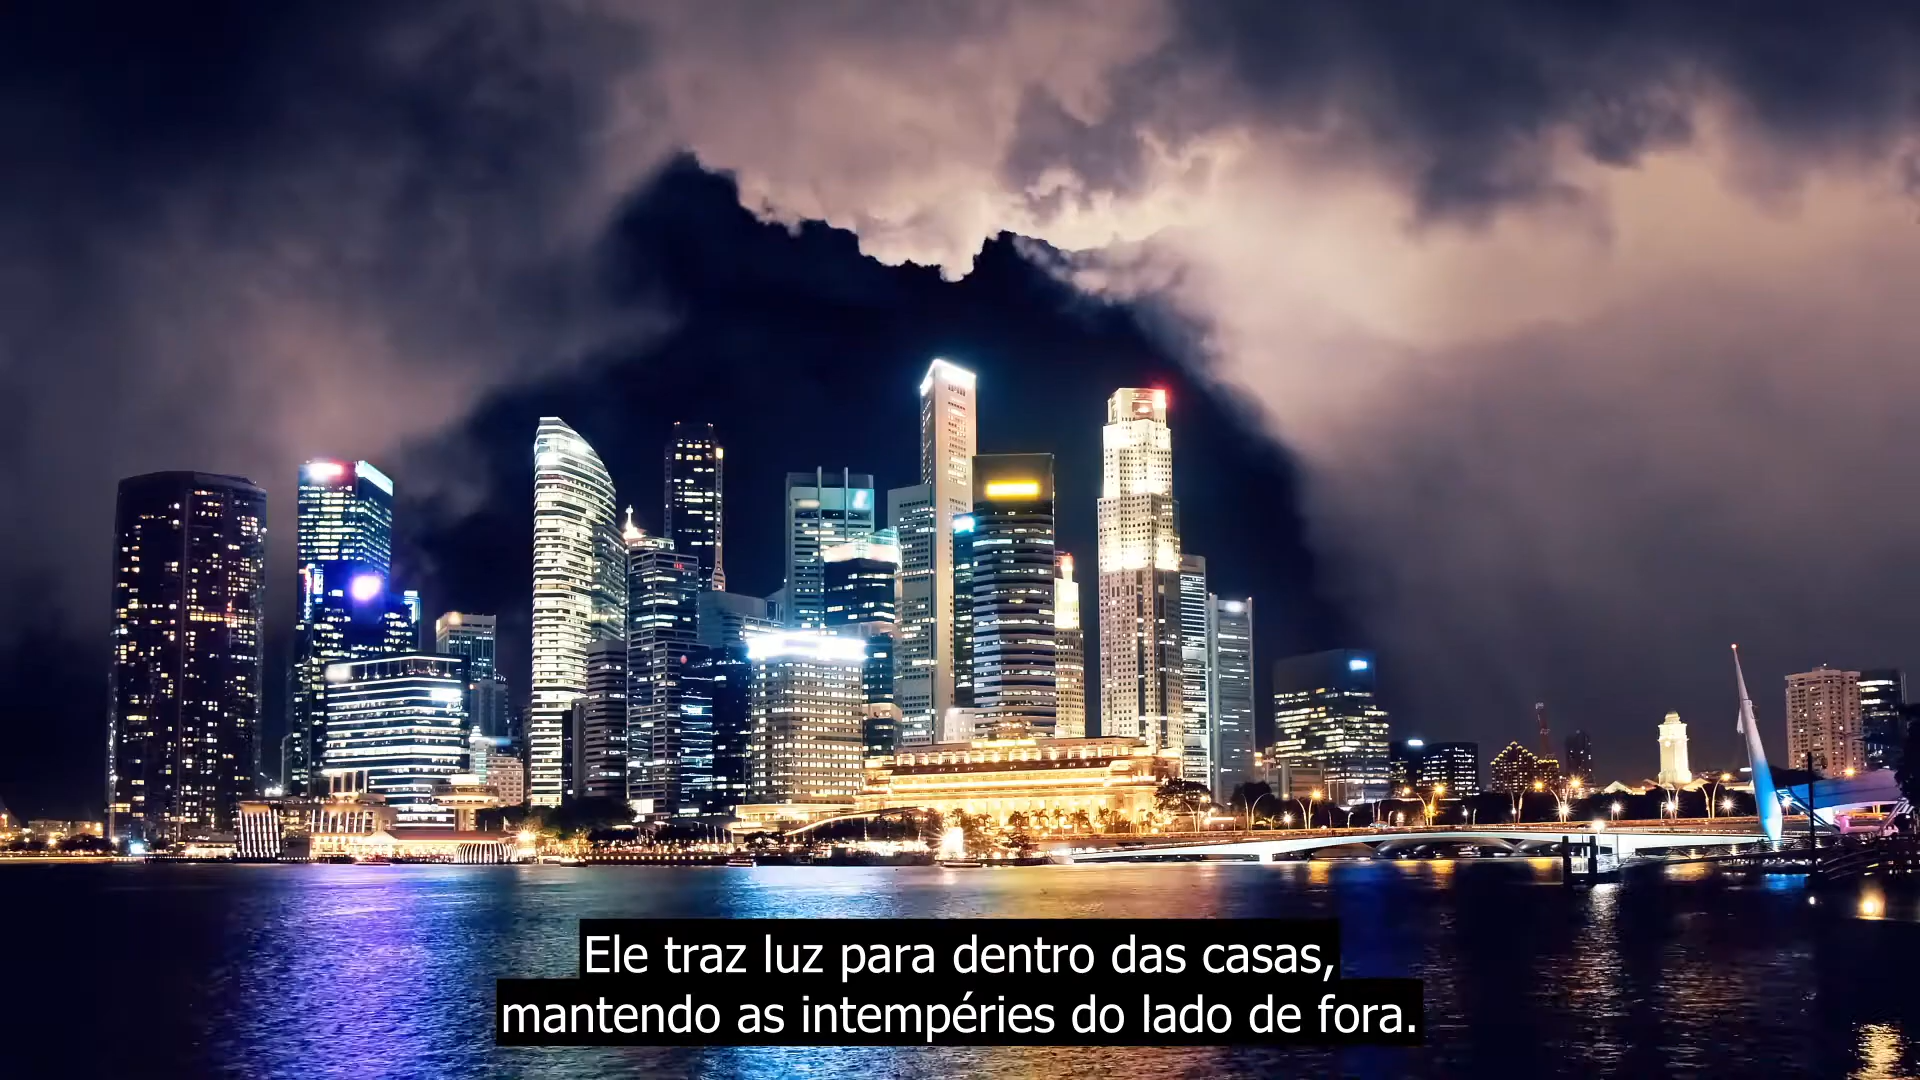 Ele traz luz para dentro das casas,
mantendo as intempéries do lado de fora.